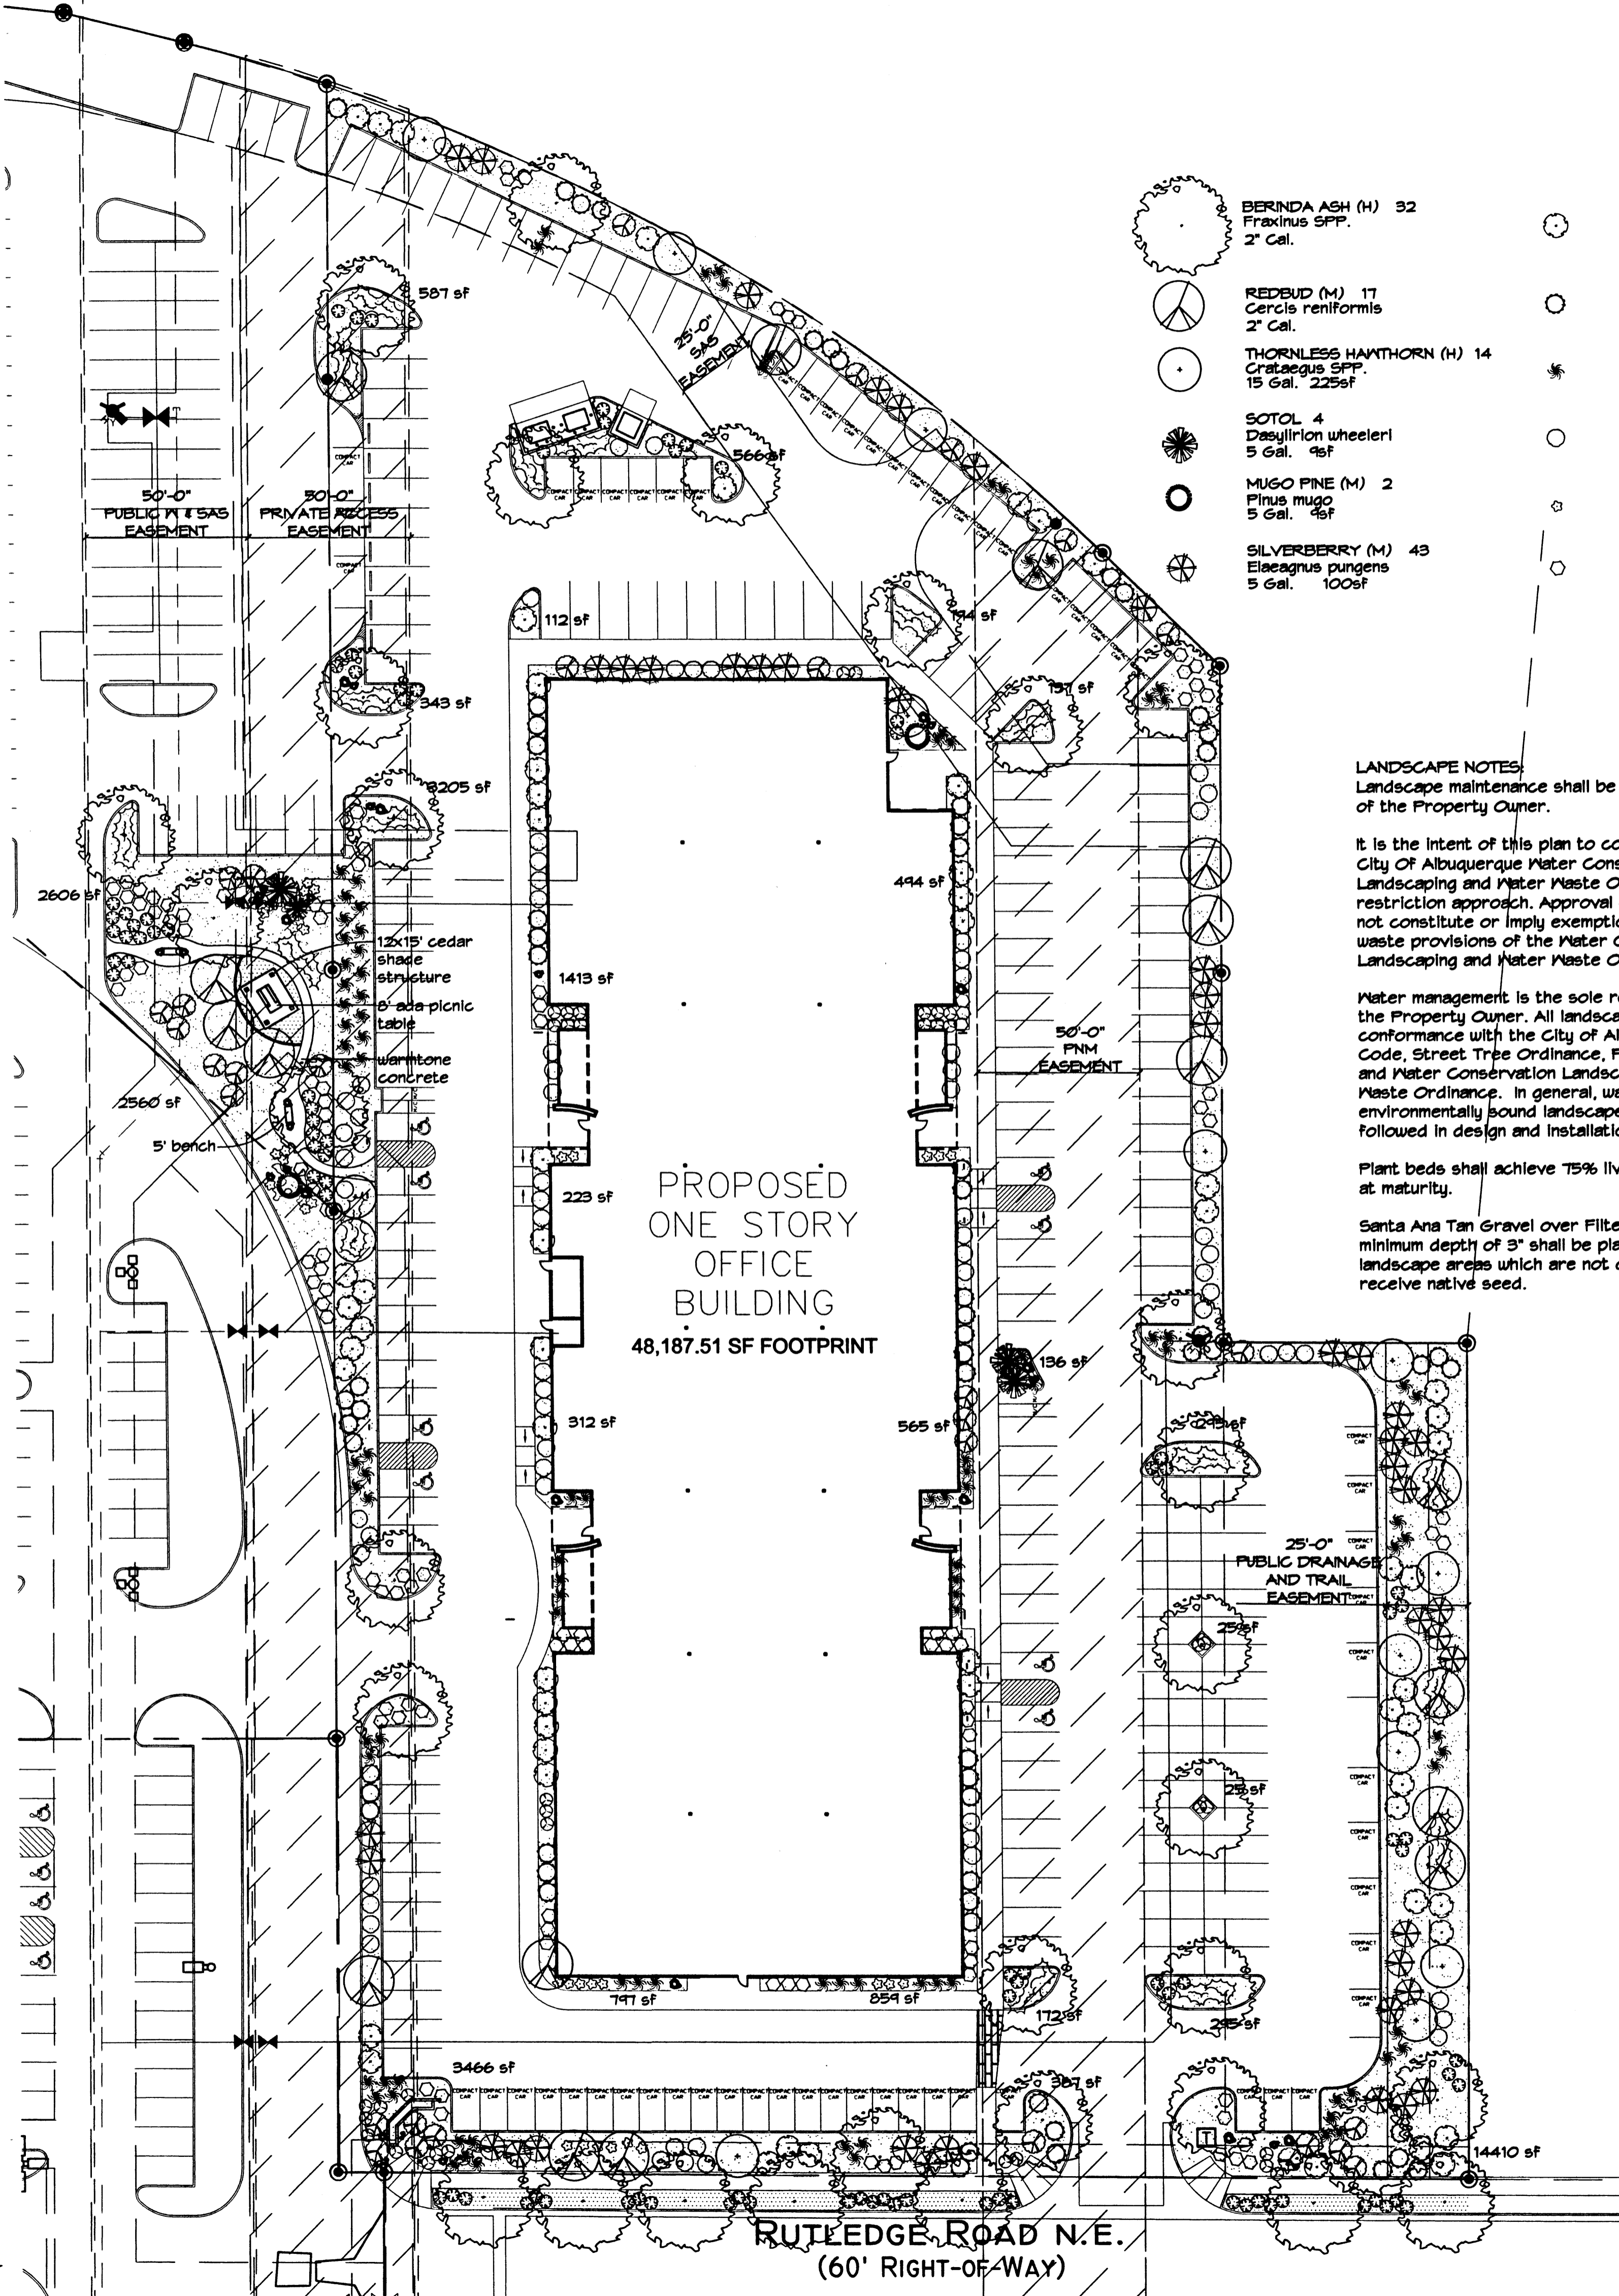 BERINDA ASH (H) 32
Fraxinus SPP.
2" Cal.
REDBUD (M) 17
Cercis reniformis
2" Cal.
THORNLESS HAWTHORN (H) 14
Crataegus SPP.
15 Gal. 225sf
SOTOL 4
Dasylirion wheeleri
5 Gal. 9sf
MUGO PINE (M) 2
Pinus mugo
5 Gal. 9sf
SILVERBERRY (M) 43
Elaeagnus pungens
5 Gal. 100sf
587 sf
25'-0"
SAS
EASEMENT
566 sf
50'-0"
PUBLIC W & SAS
EASEMENT
50'-0"
PRIVATE ACCESS
EASEMENT
112 sf
343 sf
LANDSCAPE NOTES:
Landscape maintenance shall be
of the Property Owner.
It is the intent of this plan to co
City Of Albuquerque Water Cons
Landscaping and Water Waste O
restriction approach. Approval
not constitute or imply exemptio
waste provisions of the Water C
Landscaping and Water Waste O
Water management is the sole r
the Property Owner. All landsca
conformance with the City of Al
Code, Street Tree Ordinance, P
and Water Conservation Landsc
Waste Ordinance. In general, wa
environmentally sound landscape
followed in design and installatio
Plant beds shall achieve 75% liv
at maturity.
Santa Ana Tan Gravel over Filte
minimum depth of 3" shall be pla
landscape areas which are not
receive native seed.
3205 sf
2606 sf
494 sf
12x15' cedar
shade
structure
1413 sf
8' ada picnic
table
warmtone
concrete
50'-0"
PNM
EASEMENT
2560 sf
5' bench
223 sf
PROPOSED
ONE STORY
OFFICE
BUILDING
48,187.51 SF FOOTPRINT
136 sf
312 sf
565 sf
295 sf
25'-0"
PUBLIC DRAINAGE
AND TRAIL
EASEMENT
COMPACT
CAR
25 sf
25 sf
797 sf
859 sf
172 sf
295 sf
3466 sf
387 sf
T
14410 sf
RUTLEDGE ROAD N.E.
(60' RIGHT-OF-WAY)